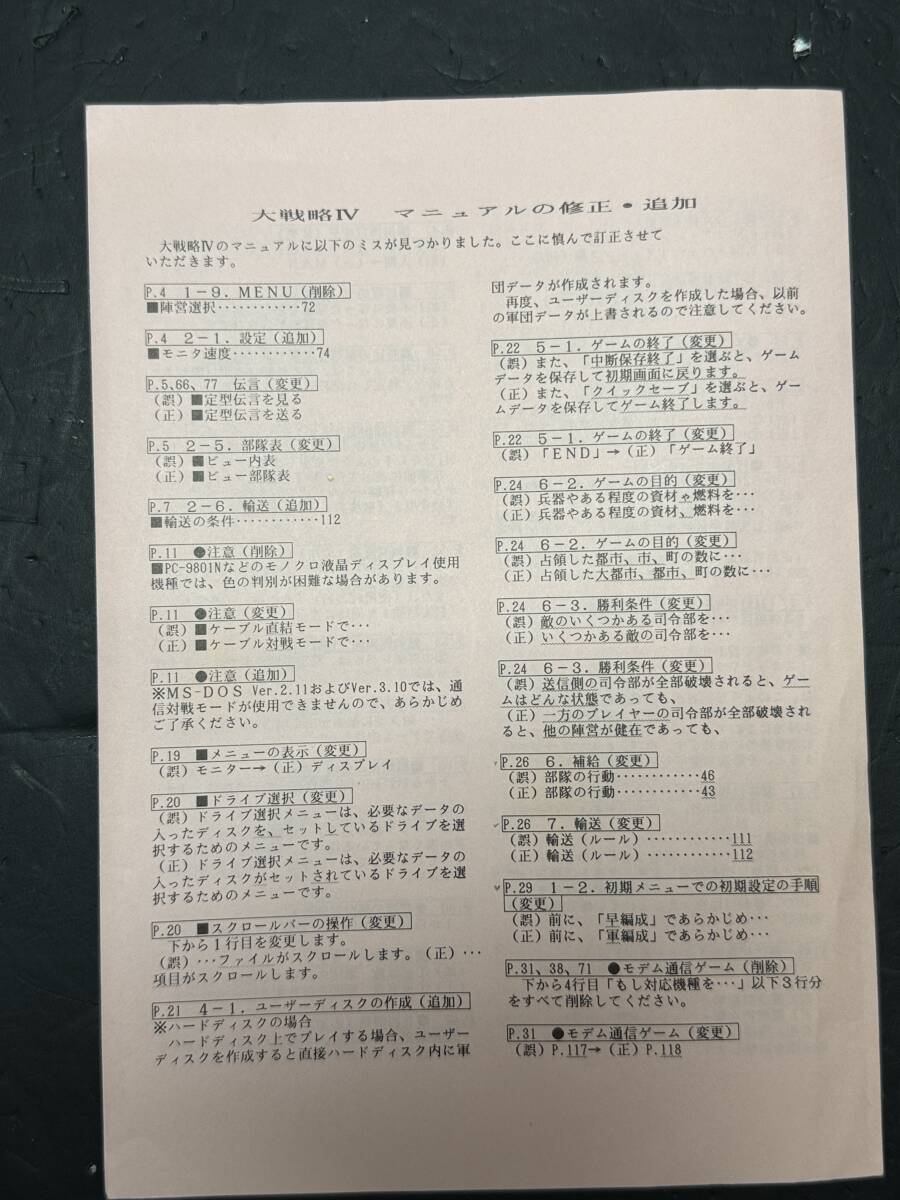 大戦略Ⅳ　マニュアルの修正・追加
大戦略Ⅳのマニュアルに以下のミスが見つかりました。ここに慎んで訂正させて
いただきます。
P.4　1－9．MENU（削除）
■陣営選択…………72
P.4　2－1．設定（追加）
■モニタ速度…………74
P.5､66、77　伝言（変更）
（誤）■定型伝言を見る
（正）■定型伝言を送る
P.5　2－5．部隊表（変更）
（誤）■ビュー内表
（正）■ビュー部隊表
P.7　2－6．輸送（追加）
■輸送の条件…………112
P.11　●注意（削除）
■PC-9801Nなどのモノクロ液晶ディスプレイ使用
機種では、色の判別が困難な場合があります。
P.11　●注意（変更）
（誤）■ケーブル直結モードで…
（正）■ケーブル対戦モードで…
P.11　●注意（追加）
※MS-DOS Ver.2.11およびVer.3.10では、通
信対戦モードが使用できませんので、あらかじめ
ご了承ください。
P.19　■メニューの表示（変更）
（誤）モニター→（正）ディスプレイ
P.20　■ドライブ選択（変更）
（誤）ドライブ選択メニューは、必要なデータの
入ったディスクを、セットしているドライブを選
択するためのメニューです。
（正）ドライブ選択メニューは、必要なデータの
入ったディスクがセットされているドライブを選
択するためのメニューです。
P.20　■スクロールバーの操作（変更）
下から1行目を変更します。
（誤）…ファイルがスクロールします。（正）…
項目がスクロールします。
P.21　4－1．ユーザーディスクの作成（追加）
※ハードディスクの場合
ハードディスク上でプレイする場合、ユーザー
ディスクを作成すると直接ハードディスク内に軍
団データが作成されます。
再度、ユーザーディスクを作成した場合、以前
の軍団データが上書されるので注意してください。
P.22　5－1．ゲームの終了（変更）
（誤）また、「中断保存終了」を選ぶと、ゲーム
データを保存して初期画面に戻ります。
（正）また、「クイックセーブ」を選ぶと、ゲー
ムデータを保存してゲーム終了します。
P.22　5－1．ゲームの終了（変更）
（誤）「END」→（正）「ゲーム終了」
P.24　6－2．ゲームの目的（変更）
（誤）兵器やある程度の資材や燃料を…
（正）兵器やある程度の資材、燃料を…
P.24　6－2．ゲームの目的（変更）
（誤）占領した都市、市、町の数に…
（正）占領した大都市、都市、町の数に…
P.24　6－3．勝利条件（変更）
（誤）敵のいくつかある司令部を…
（正）いくつかある敵の司令部を…
P.24　6－3．勝利条件（変更）
（誤）送信側の司令部が全部破壊されると、ゲー
ムはどんな状態であっても、
（正）一方のプレイヤーの司令部が全部破壊され
ると、他の陣営が健在であっても、
P.26　6．補給（変更）
（誤）部隊の行動…………46
（正）部隊の行動…………43
P.26　7．輸送（変更）
（誤）輸送（ルール）…………111
（正）輸送（ルール）…………112
P.29　1－2．初期メニューでの初期設定の手順
（変更）
（誤）前に、「早編成」であらかじめ…
（正）前に、「軍編成」であらかじめ…
P.31、38、71　●モデム通信ゲーム（削除）
下から4行目「もし対応機種を…」以下3行分
をすべて削除してください。
P.31　●モデム通信ゲーム（変更）
（誤）P.117→（正）P.118